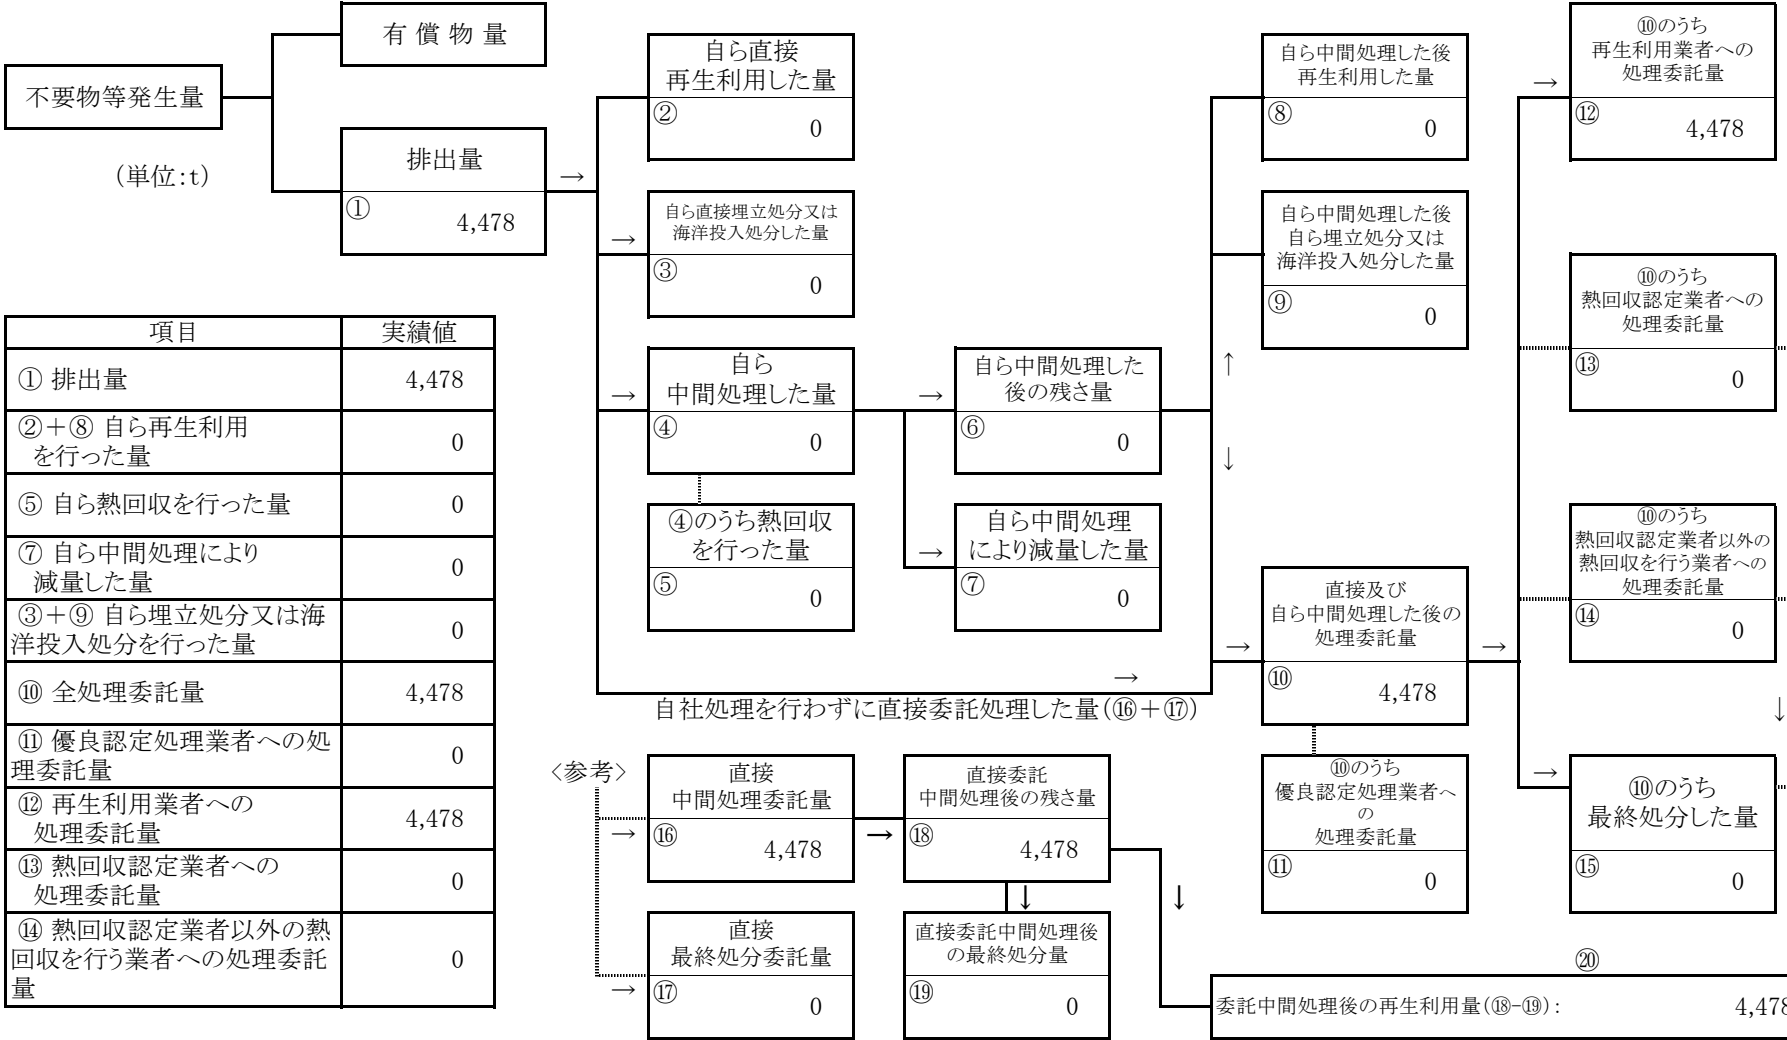 不要物等発生量
(単位:t)
有 償 物 量
排出量
①
4,478
→
自ら直接
再生利用した量
②
0
→
自ら直接埋立処分又は
海洋投入処分した量
③
0
→
自ら
中間処理した量
④
0
④のうち熱回収
を行った量
⑤
0
→
自ら中間処理した
後の残さ量
⑥
0
→
自ら中間処理
により減量した量
⑦
0
→
自社処理を行わずに直接委託処理した量(⑯+⑰)
↑
↓
自ら中間処理した後
再生利用した量
⑧
0
自ら中間処理した後
自ら埋立処分又は
海洋投入処分した量
⑨
0
→
直接及び
自ら中間処理した後の
処理委託量
⑩
4,478
→
⑩のうち
優良認定処理業者へ
の
処理委託量
⑪
0
→
⑩のうち
再生利用業者への
処理委託量
⑫
4,478
⑩のうち
熱回収認定業者への
処理委託量
⑬
0
⑩のうち
熱回収認定業者以外の
熱回収を行う業者への
処理委託量
⑭
0
↓
→
⑩のうち
最終処分した量
⑮
0
項目 実績値
① 排出量 4,478
②+⑧ 自ら再生利用
を行った量
0
⑤ 自ら熱回収を行った量 0
⑦ 自ら中間処理により
減量した量
0
③+⑨ 自ら埋立処分又は海
洋投入処分を行った量
0
⑩ 全処理委託量 4,478
⑪ 優良認定処理業者への処
理委託量
0
⑫ 再生利用業者への
処理委託量
4,478
⑬ 熱回収認定業者への
処理委託量
0
⑭ 熱回収認定業者以外の熱
回収を行う業者への処理委託
量
0
<参考>
→
直接
中間処理委託量
⑯
4,478
→
直接委託
中間処理後の残さ量
⑱
4,478
↓
↓
→
直接
最終処分委託量
⑰
0
直接委託中間処理後
の最終処分量
⑲
0
⑳
委託中間処理後の再生利用量(⑱-⑲): 4,478